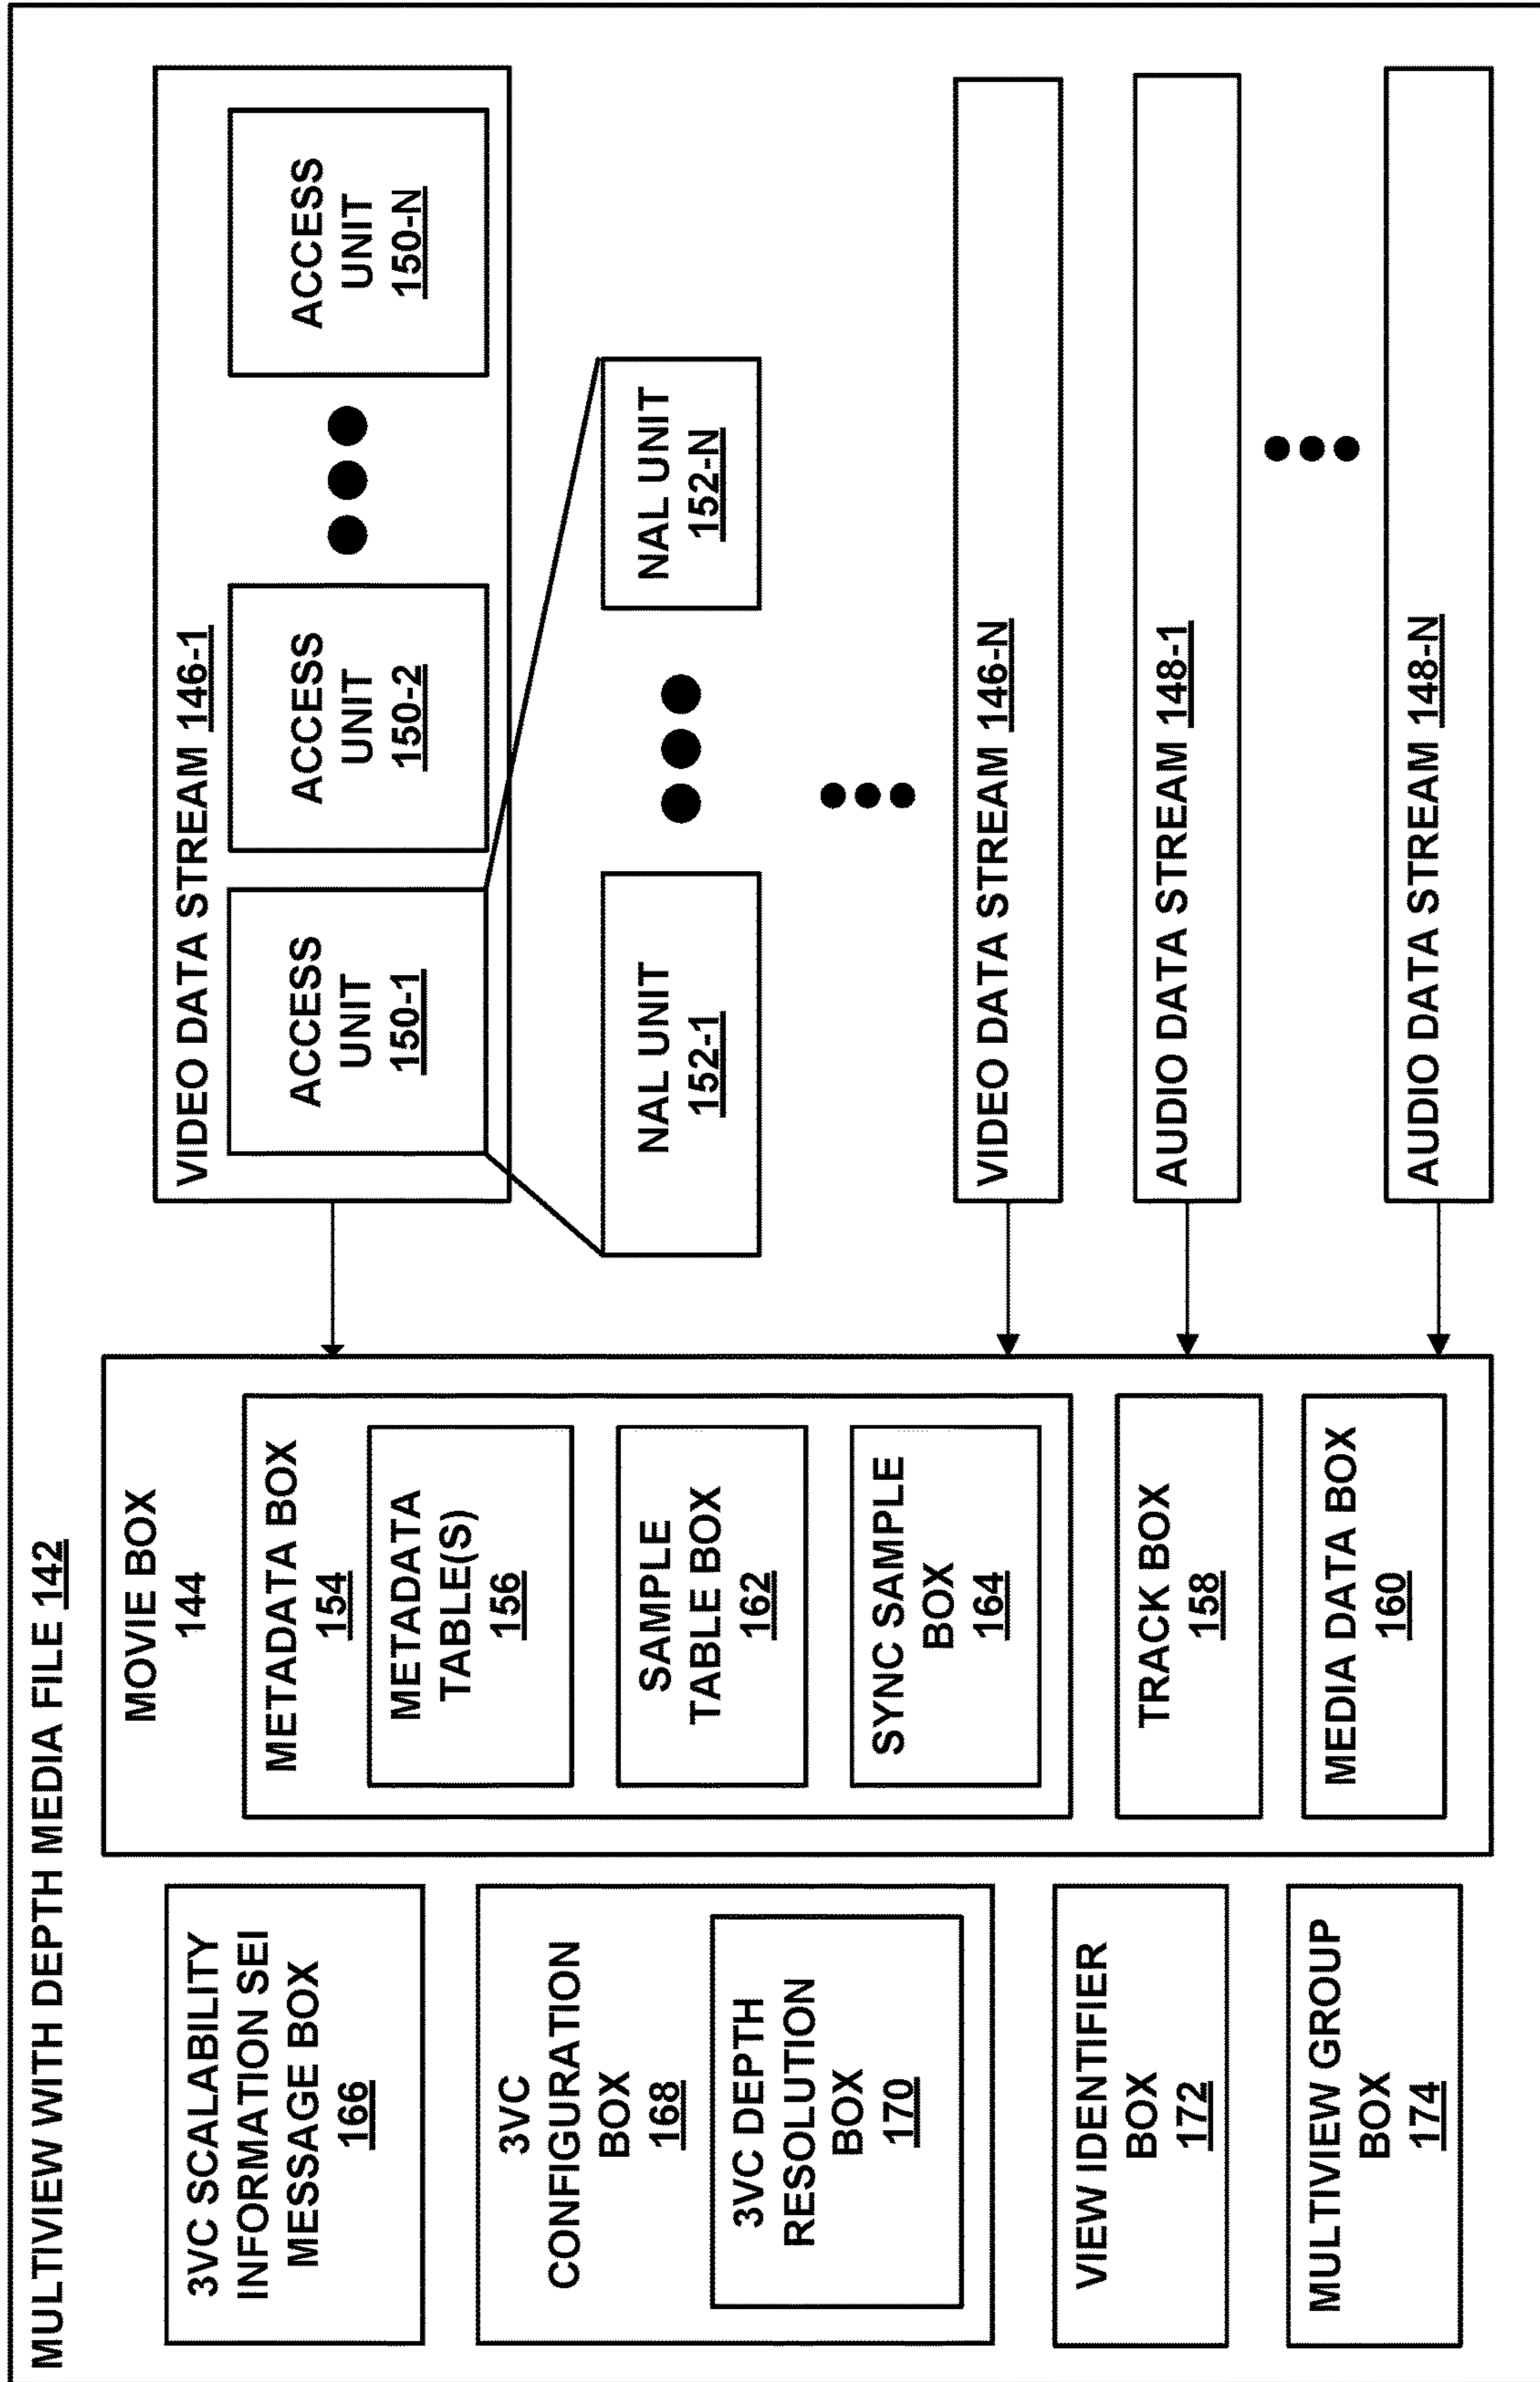 MULTIVIEW WITH DEPTH MEDIA FILE 142
3VC SCALABILITY
INFORMATION SEI
MESSAGE BOX
166
3VC
CONFIGURATION
BOX
168
3VC DEPTH
RESOLUTION
BOX
170
VIEW IDENTIFIER
BOX
172
MULTIVIEW GROUP
BOX
174
MOVIE BOX
144
METADATA BOX
154
METADATA
TABLE(S)
156
SAMPLE
TABLE BOX
162
SYNC SAMPLE
BOX
164
TRACK BOX
158
MEDIA DATA BOX
160
VIDEO DATA STREAM 146-1
ACCESS
UNIT
150-1
ACCESS
UNIT
150-2
ACCESS
UNIT
150-N
NAL UNIT
152-1
NAL UNIT
152-N
VIDEO DATA STREAM 146-N
AUDIO DATA STREAM 148-1
AUDIO DATA STREAM 148-N